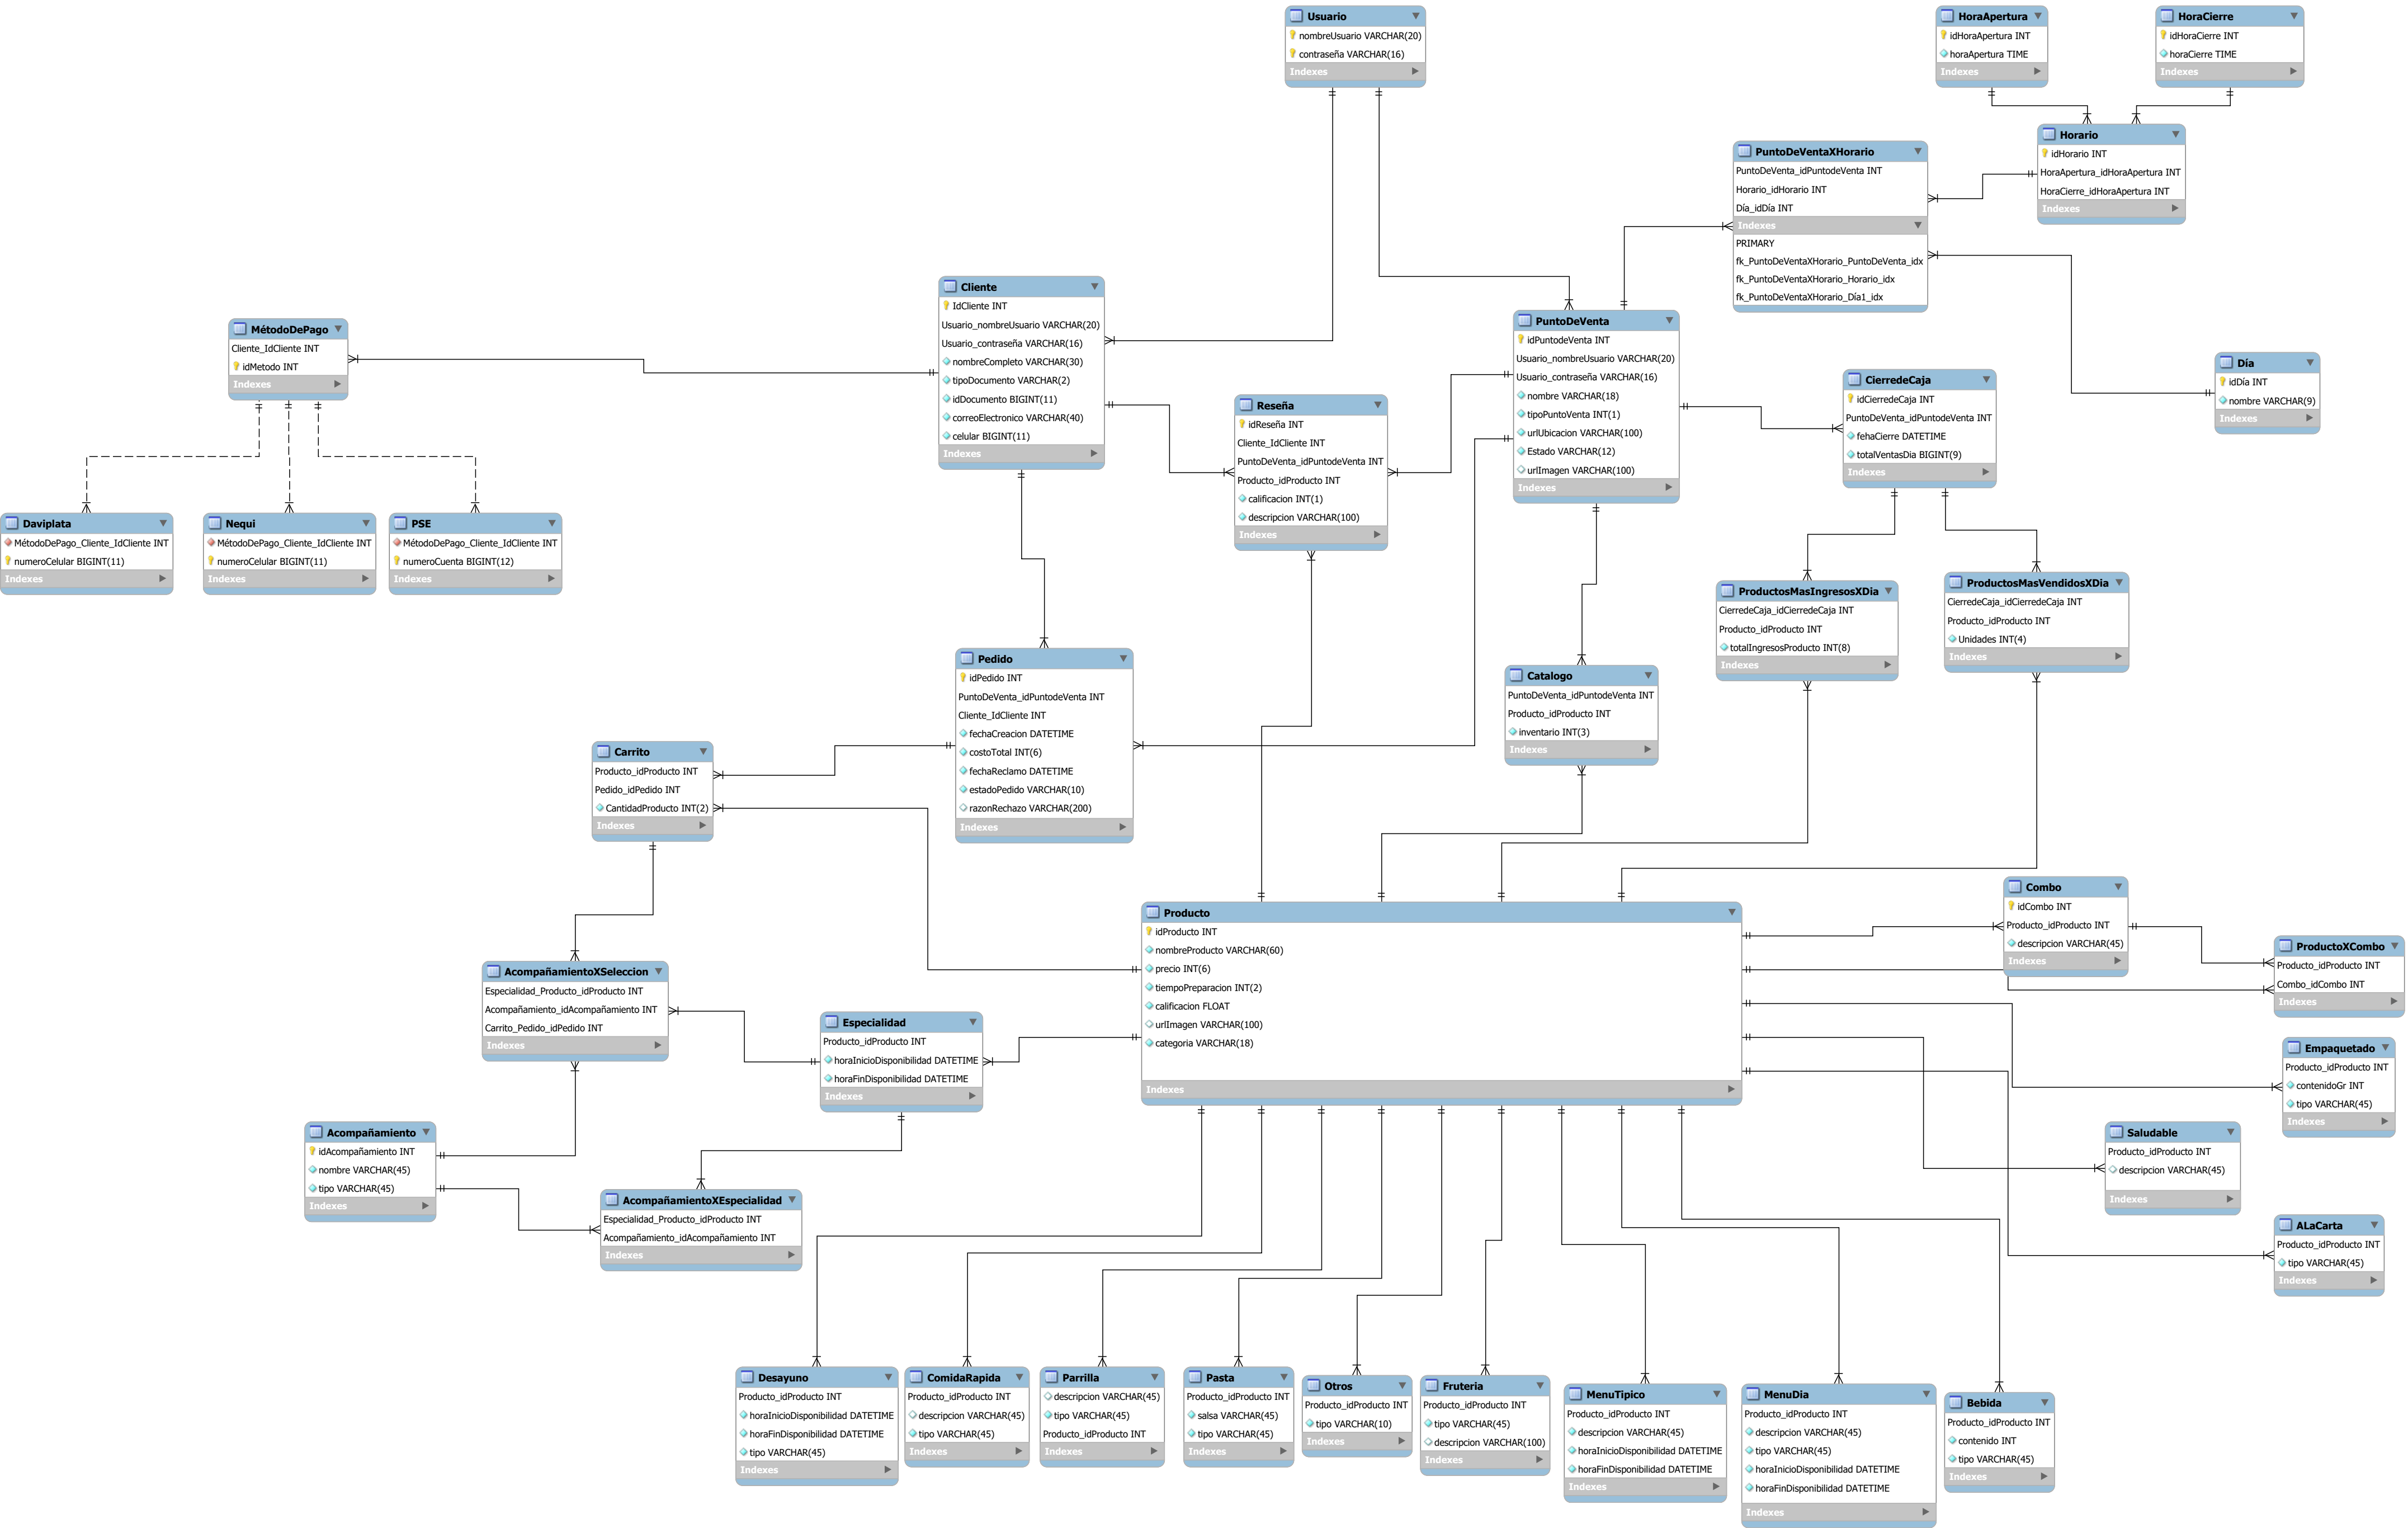 Usuario
nombreUsuario VARCHAR(20)
contraseña VARCHAR(16)
Indexes
HoraApertura
idHoraApertura INT
horaApertura TIME
Indexes
HoraCierre
idHoraCierre INT
horaCierre TIME
Indexes
Horario
idHorario INT
HoraApertura_idHoraApertura INT
HoraCierre_idHoraApertura INT
Indexes
PuntoDeVentaXHorario
PuntoDeVenta_idPuntodeVenta INT
Horario_idHorario INT
Día_idDía INT
Indexes
PRIMARY
fk_PuntoDeVentaXHorario_PuntoDeVenta_idx
fk_PuntoDeVentaXHorario_Horario_idx
fk_PuntoDeVentaXHorario_Día1_idx
Cliente
IdCliente INT
Usuario_nombreUsuario VARCHAR(20)
Usuario_contraseña VARCHAR(16)
nombreCompleto VARCHAR(30)
tipoDocumento VARCHAR(2)
idDocumento BIGINT(11)
correoElectronico VARCHAR(40)
celular BIGINT(11)
Indexes
MétodoDePago
Cliente_IdCliente INT
idMetodo INT
Indexes
PuntoDeVenta
idPuntodeVenta INT
Usuario_nombreUsuario VARCHAR(20)
Usuario_contraseña VARCHAR(16)
nombre VARCHAR(18)
tipoPuntoVenta INT(1)
urlUbicacion VARCHAR(100)
Estado VARCHAR(12)
urlImagen VARCHAR(100)
Indexes
Día
idDía INT
nombre VARCHAR(9)
Indexes
CierredeCaja
idCierredeCaja INT
PuntoDeVenta_idPuntodeVenta INT
fehaCierre DATETIME
totalVentasDia BIGINT(9)
Indexes
Reseña
idReseña INT
Cliente_IdCliente INT
PuntoDeVenta_idPuntodeVenta INT
Producto_idProducto INT
calificacion INT(1)
descripcion VARCHAR(100)
Indexes
Daviplata
MétodoDePago_Cliente_IdCliente INT
numeroCelular BIGINT(11)
Indexes
Nequi
MétodoDePago_Cliente_IdCliente INT
numeroCelular BIGINT(11)
Indexes
PSE
MétodoDePago_Cliente_IdCliente INT
numeroCuenta BIGINT(12)
Indexes
ProductosMasIngresosXDia
CierredeCaja_idCierredeCaja INT
Producto_idProducto INT
totalIngresosProducto INT(8)
Indexes
ProductosMasVendidosXDia
CierredeCaja_idCierredeCaja INT
Producto_idProducto INT
Unidades INT(4)
Indexes
Pedido
idPedido INT
PuntoDeVenta_idPuntodeVenta INT
Cliente_IdCliente INT
fechaCreacion DATETIME
costoTotal INT(6)
fechaReclamo DATETIME
estadoPedido VARCHAR(10)
razonRechazo VARCHAR(200)
Indexes
Catalogo
PuntoDeVenta_idPuntodeVenta INT
Producto_idProducto INT
inventario INT(3)
Indexes
Carrito
Producto_idProducto INT
Pedido_idPedido INT
CantidadProducto INT(2)
Indexes
Producto
idProducto INT
nombreProducto VARCHAR(60)
precio INT(6)
tiempoPreparacion INT(2)
calificacion FLOAT
urlImagen VARCHAR(100)
categoria VARCHAR(18)
Indexes
Combo
idCombo INT
Producto_idProducto INT
descripcion VARCHAR(45)
Indexes
ProductoXCombo
Producto_idProducto INT
Combo_idCombo INT
Indexes
AcompañamientoXSeleccion
Especialidad_Producto_idProducto INT
Acompañamiento_idAcompañamiento INT
Carrito_Pedido_idPedido INT
Indexes
Especialidad
Producto_idProducto INT
horaInicioDisponibilidad DATETIME
horaFinDisponibilidad DATETIME
Indexes
Empaquetado
Producto_idProducto INT
contenidoGr INT
tipo VARCHAR(45)
Indexes
Acompañamiento
idAcompañamiento INT
nombre VARCHAR(45)
tipo VARCHAR(45)
Indexes
Saludable
Producto_idProducto INT
descripcion VARCHAR(45)
Indexes
AcompañamientoXEspecialidad
Especialidad_Producto_idProducto INT
Acompañamiento_idAcompañamiento INT
Indexes
ALaCarta
Producto_idProducto INT
tipo VARCHAR(45)
Indexes
Desayuno
Producto_idProducto INT
horaInicioDisponibilidad DATETIME
horaFinDisponibilidad DATETIME
tipo VARCHAR(45)
Indexes
ComidaRapida
Producto_idProducto INT
descripcion VARCHAR(45)
tipo VARCHAR(45)
Indexes
Parrilla
descripcion VARCHAR(45)
tipo VARCHAR(45)
Producto_idProducto INT
Indexes
Pasta
Producto_idProducto INT
salsa VARCHAR(45)
tipo VARCHAR(45)
Indexes
Otros
Producto_idProducto INT
tipo VARCHAR(10)
Indexes
Fruteria
Producto_idProducto INT
tipo VARCHAR(45)
descripcion VARCHAR(100)
Indexes
MenuTipico
Producto_idProducto INT
descripcion VARCHAR(45)
horaInicioDisponibilidad DATETIME
horaFinDisponibilidad DATETIME
Indexes
MenuDia
Producto_idProducto INT
descripcion VARCHAR(45)
tipo VARCHAR(45)
horaInicioDisponibilidad DATETIME
horaFinDisponibilidad DATETIME
Indexes
Bebida
Producto_idProducto INT
contenido INT
tipo VARCHAR(45)
Indexes